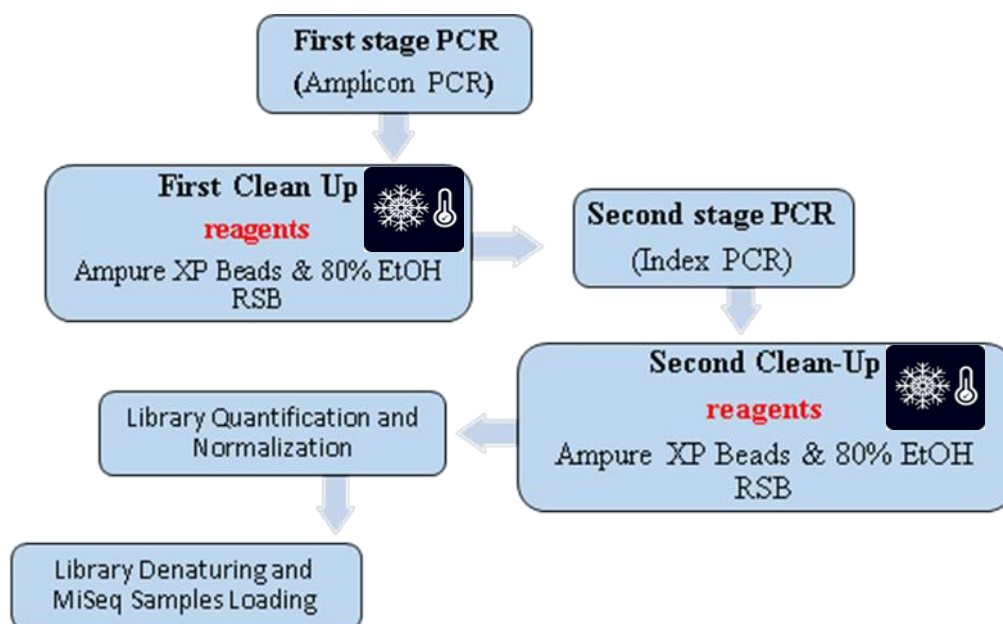 First stage PCR
(Amplicon PCR)
First Clean Up
reagents
Ampure XP Beads & 80% EtOH
RSB
Second stage PCR
(Index PCR)
Second Clean-Up
reagents
Ampure XP Beads & 80% EtOH
RSB
Library Quantification and
Normalization
Library Denaturing and
MiSeq Samples Loading